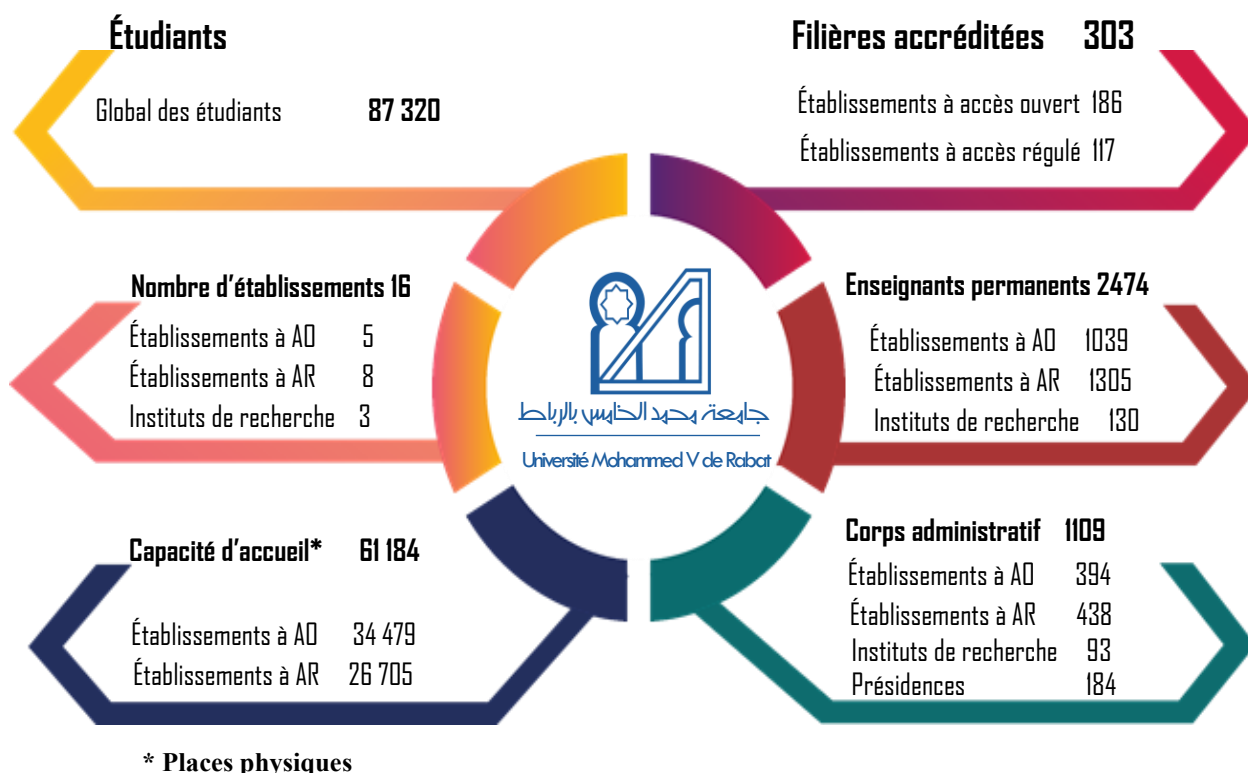 Étudiants
Global des étudiants 87 320
Filières accréditées 303
Établissements à accès ouvert 186
Établissements à accès régulé 117
Nombre d'établissements 16
Établissements à AO 5
Établissements à AR 8
Instituts de recherche 3
جامعة محمد الخامس بالرباط
Université Mohammed V de Rabat
Enseignants permanents 2474
Établissements à AO 1039
Établissements à AR 1305
Instituts de recherche 130
Capacité d'accueil* 61 184
Établissements à AO 34 479
Établissements à AR 26 705
Corps administratif 1109
Établissements à AO 394
Établissements à AR 438
Instituts de recherche 93
Présidences 184
* Places physiques